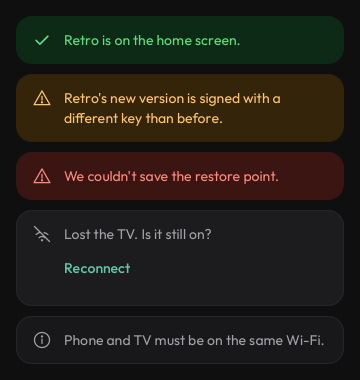 Retro is on the home screen.
Retro's new version is signed with a
different key than before.
We couldn't save the restore point.
Lost the TV. Is it still on?
Reconnect
Phone and TV must be on the same Wi-Fi.